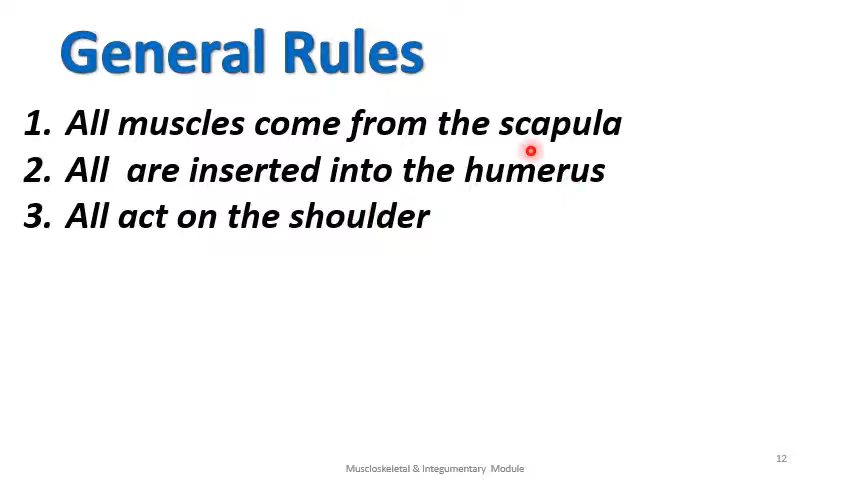 General Rules
1. All muscles come from the scapula
2. All are inserted into the humerus
3. All act on the shoulder
12
Muscloskeletal & Integumentary Module